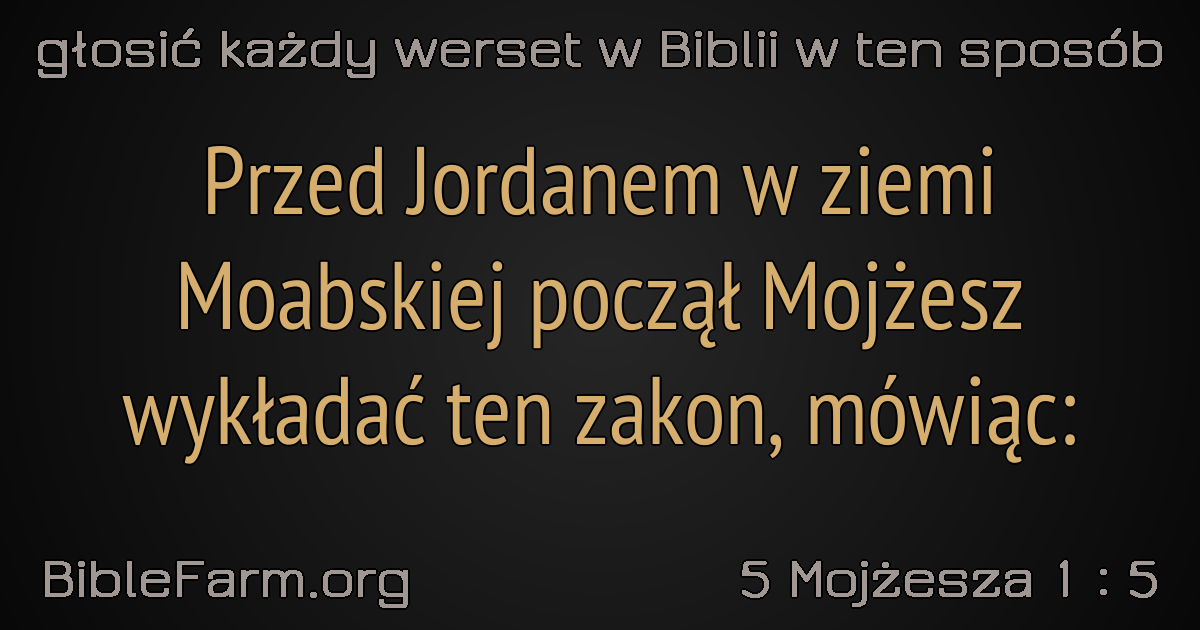 głosić każdy werset w Biblii w ten sposób
Przed Jordanem w ziemi
Moabskiej począł Mojżesz
wykładać ten zakon, mówiąc:
BibleFarm.org
5 Mojżesza 1 : 5